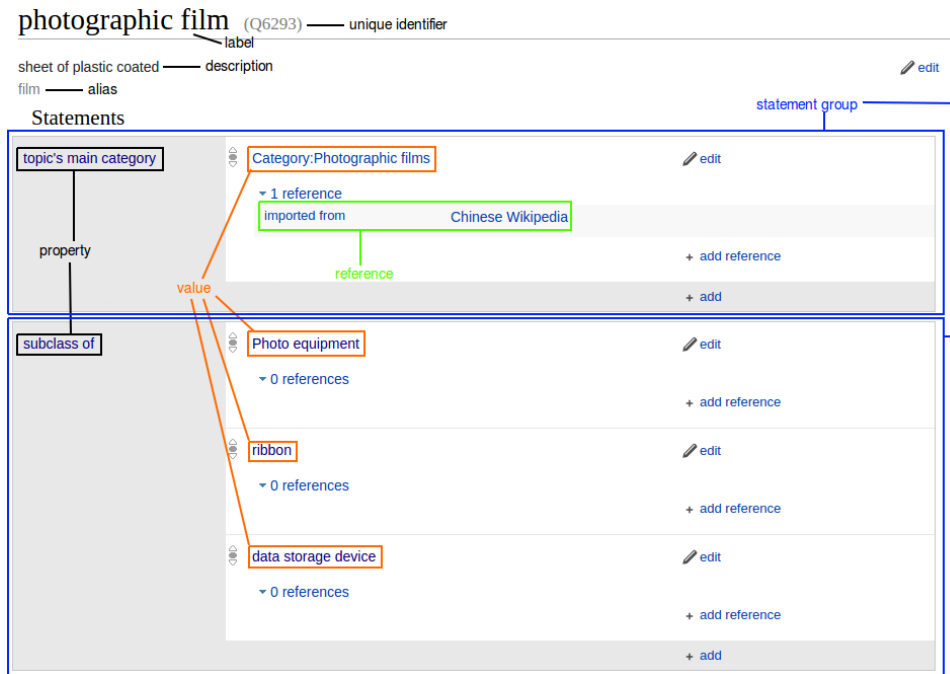 photographic film (Q6293) unique identifier
label
sheet of plastic coated description
edit
film alias
statement group
Statements
topic's main category
Category:Photographic films
edit
1 reference
imported from Chinese Wikipedia
property
+ add reference
reference
value
+ add
subclass of
Photo equipment
edit
0 references
+ add reference
ribbon
edit
0 references
+ add reference
data storage device
edit
0 references
+ add reference
+ add